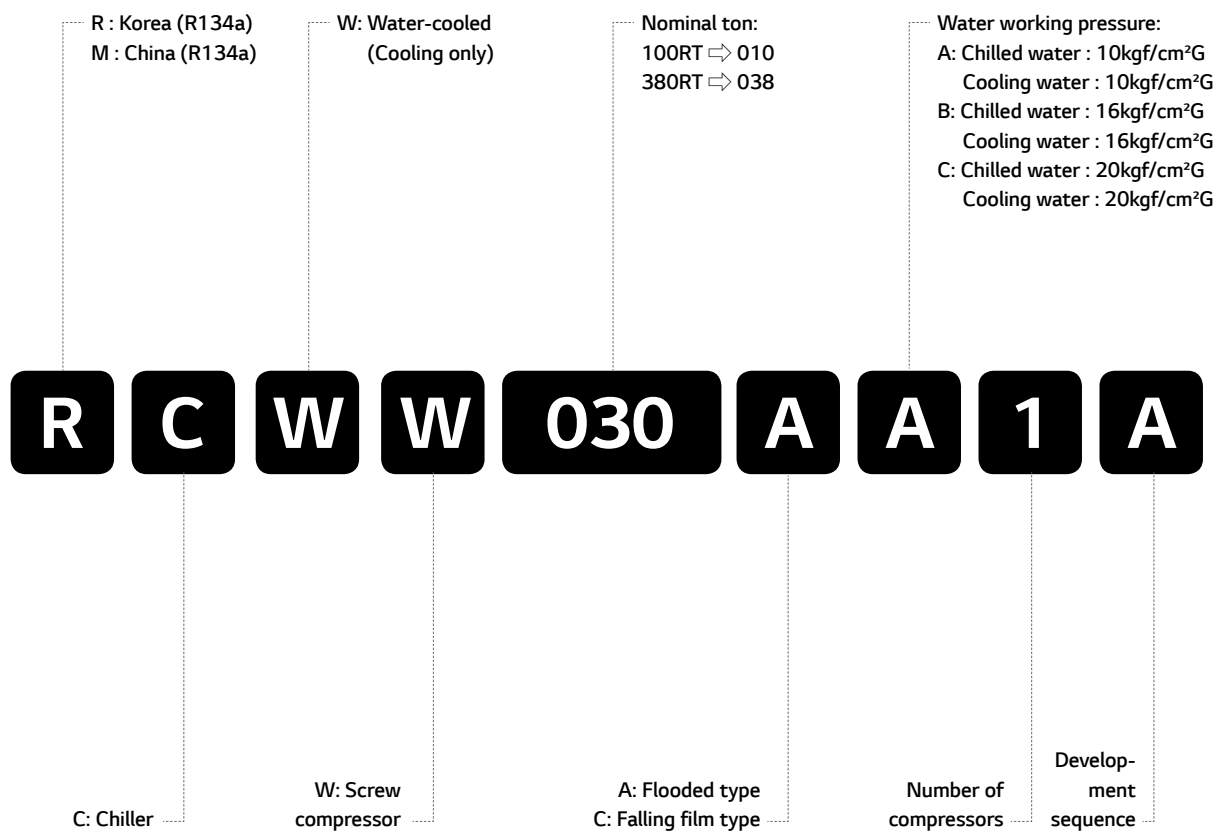 R : Korea (R134a)
M : China (R134a)
W: Water-cooled
(Cooling only)
Nominal ton:
100RT ⇨ 010
380RT ⇨ 038
Water working pressure:
A: Chilled water : 10kgf/cm²G
Cooling water : 10kgf/cm²G
B: Chilled water : 16kgf/cm²G
Cooling water : 16kgf/cm²G
C: Chilled water : 20kgf/cm²G
Cooling water : 20kgf/cm²G
R C W W 030 A A 1 A
C: Chiller
W: Screw
compressor
A: Flooded type
C: Falling film type
Number of
compressors
Develop-
ment
sequence